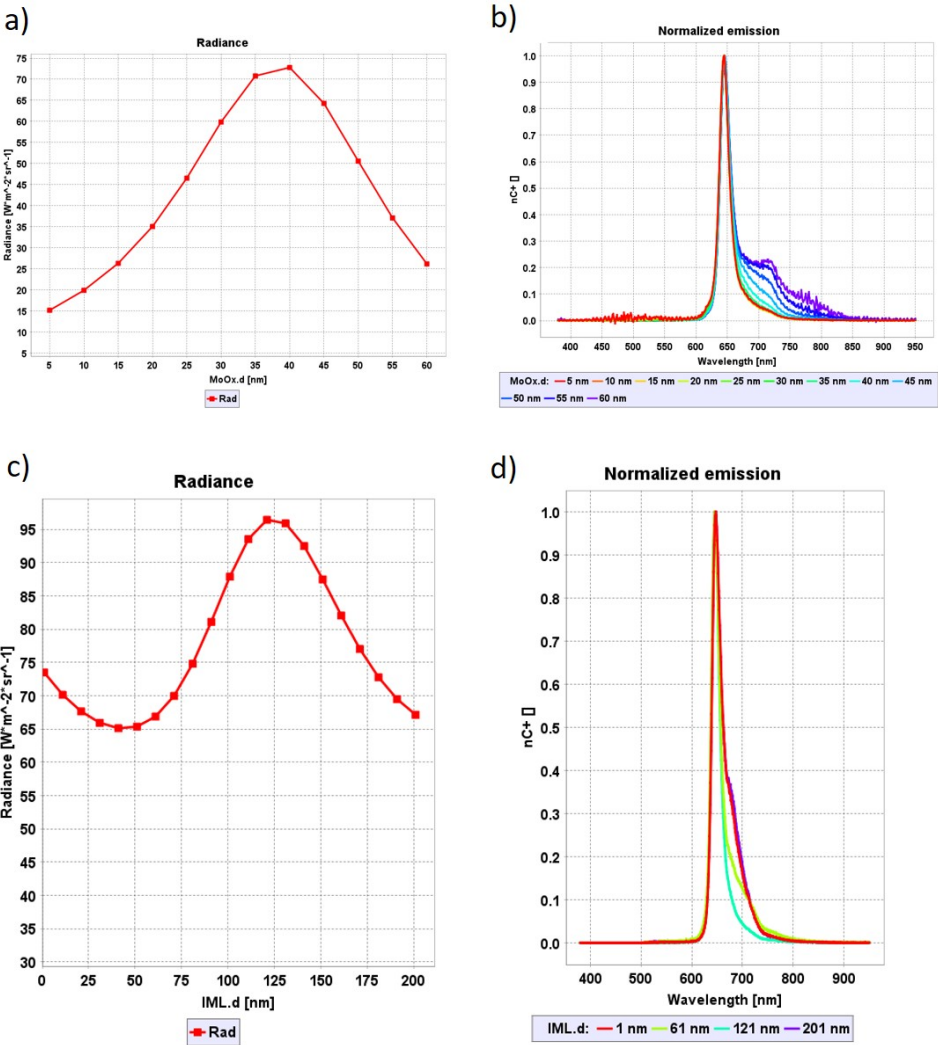 a)
Radiance
75
70
65
60
55
50
45
40
35
30
25
20
15
10
5
Radiance [W*m^-2*sr^-1]
5 10 15 20 25 30 35 40 45 50 55 60
MoOx.d [nm]
Rad
b)
Normalized emission
1.0
0.9
0.8
0.7
0.6
0.5
0.4
0.3
0.2
0.1
0.0
nC+ []
400 450 500 550 600 650 700 750 800 850 900 950
Wavelength [nm]
MoOx.d: 5 nm 10 nm 15 nm 20 nm 25 nm 30 nm 35 nm 40 nm 45 nm
50 nm 55 nm 60 nm
c)
Radiance
95
90
85
80
75
70
65
60
55
50
45
40
35
30
Radiance [W*m^-2*sr^-1]
0 25 50 75 100 125 150 175 200
IML.d [nm]
Rad
d)
Normalized emission
1.0
0.9
0.8
0.7
0.6
0.5
0.4
0.3
0.2
0.1
0.0
nC+ []
400 500 600 700 800 900
Wavelength [nm]
IML.d: 1 nm 61 nm 121 nm 201 nm